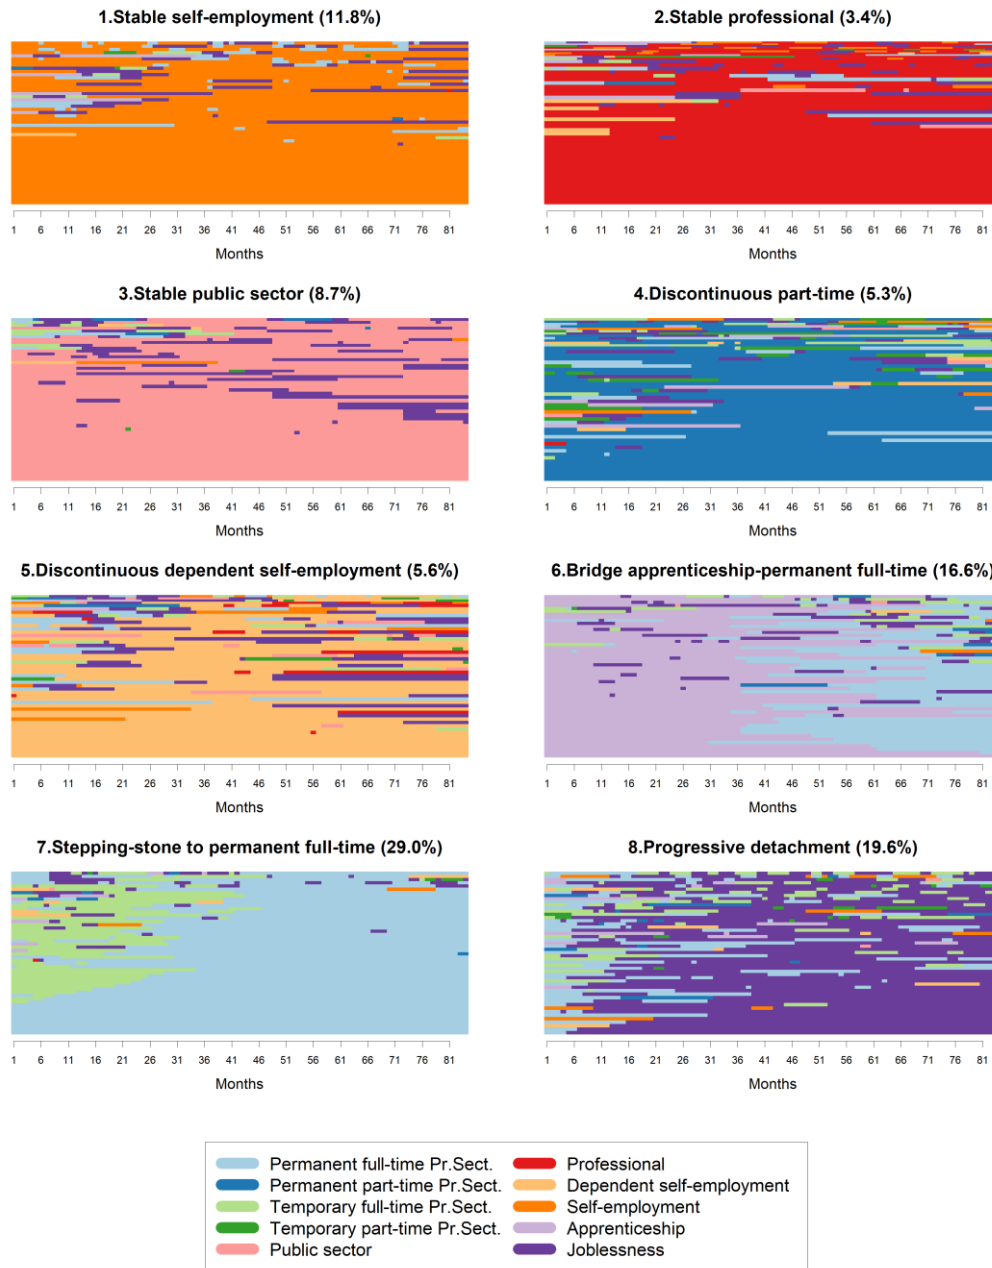 1.Stable self-employment (11.8%)
2.Stable professional (3.4%)
1 6 11 16 21 26 31 36 41 46 51 56 61 66 71 76 81
1 6 11 16 21 26 31 36 41 46 51 56 61 66 71 76 81
Months
Months
3.Stable public sector (8.7%)
4.Discontinuous part-time (5.3%)
1 6 11 16 21 26 31 36 41 46 51 56 61 66 71 76 81
1 6 11 16 21 26 31 36 41 46 51 56 61 66 71 76 81
Months
Months
5.Discontinuous dependent self-employment (5.6%)
6.Bridge apprenticeship-permanent full-time (16.6%)
1 6 11 16 21 26 31 36 41 46 51 56 61 66 71 76 81
1 6 11 16 21 26 31 36 41 46 51 56 61 66 71 76 81
Months
Months
7.Stepping-stone to permanent full-time (29.0%)
8.Progressive detachment (19.6%)
1 6 11 16 21 26 31 36 41 46 51 56 61 66 71 76 81
1 6 11 16 21 26 31 36 41 46 51 56 61 66 71 76 81
Months
Months
Permanent full-time Pr.Sect.
Permanent part-time Pr.Sect.
Temporary full-time Pr.Sect.
Temporary part-time Pr.Sect.
Public sector
Professional
Dependent self-employment
Self-employment
Apprenticeship
Joblessness